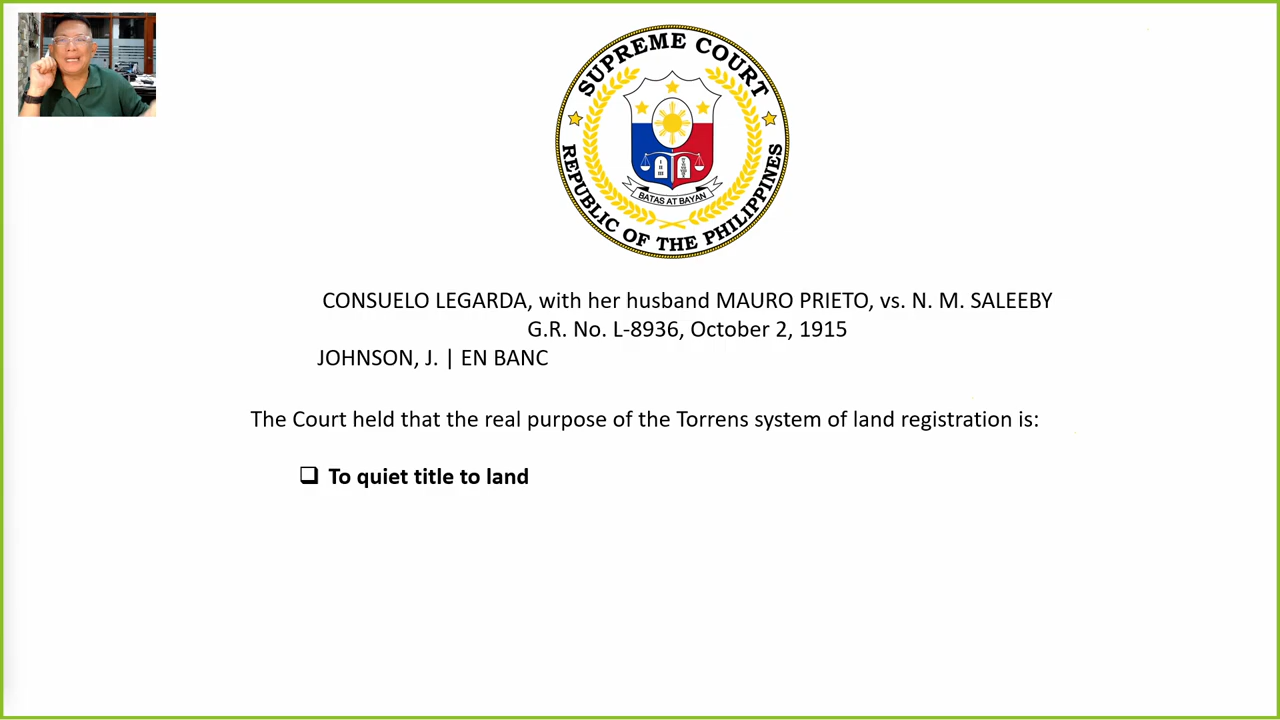 SUPREME COURT
REPUBLIC OF THE PHILIPPINES
I
II
III
BATAS AT BAYAN
CONSUELO LEGARDA, with her husband MAURO PRIETO, vs. N. M. SALEEBY
G.R. No. L-8936, October 2, 1915
JOHNSON, J. | EN BANC
The Court held that the real purpose of the Torrens system of land registration is:
❑ To quiet title to land